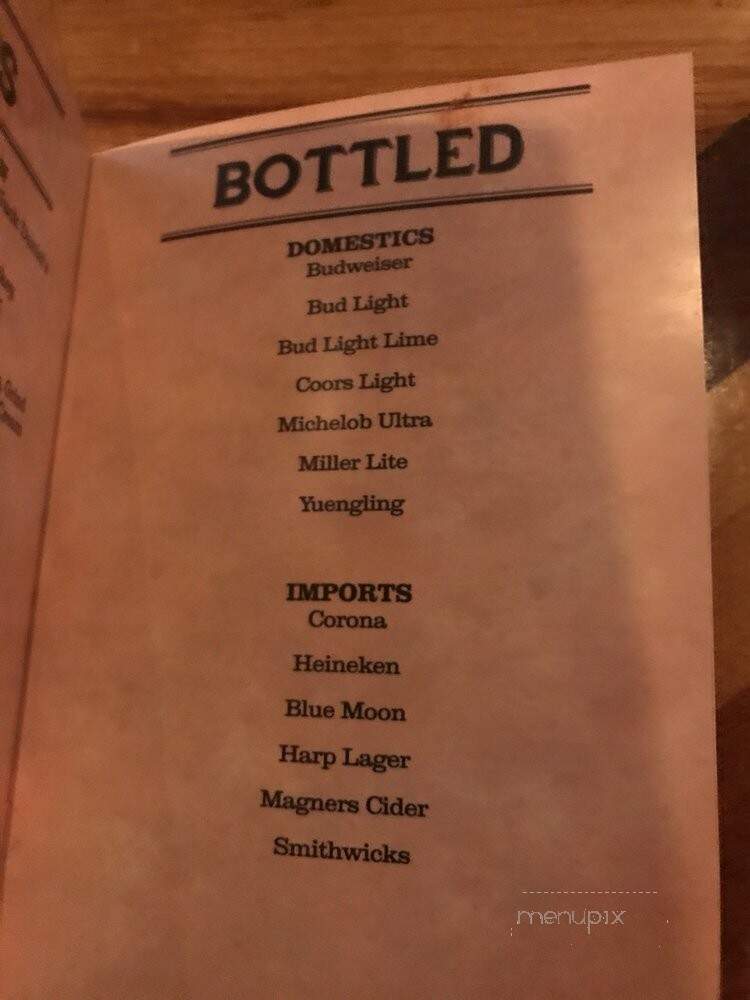 BOTTLED
DOMESTICS
Budweiser
Bud Light
Bud Light Lime
Coors Light
Michelob Ultra
Miller Lite
Yuengling
IMPORTS
Corona
Heineken
Blue Moon
Harp Lager
Magners Cider
Smithwicks
menupix